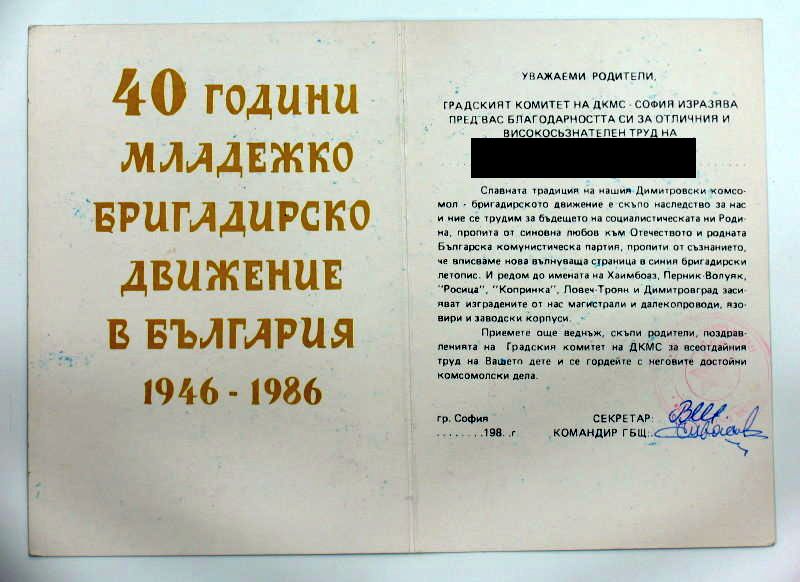 40 ГОДИНИ
МЛАДЕЖКО
БРИГАДИРСКО
ДВИЖЕНИЕ
В БЪЛГАРИЯ
1946 - 1986
УВАЖАЕМИ РОДИТЕЛИ,
ГРАДСКИЯТ КОМИТЕТ НА ДКМС - СОФИЯ ИЗРАЗЯВА
ПРЕД ВАС БЛАГОДАРНОСТТА СИ ЗА ОТЛИЧНИЯ И
ВИСОКОСЪЗНАТЕЛЕН ТРУД НА
Славната традиция на нашия Димитровски комсо-
мол - бригадирското движение е скъпо наследство за нас
и ние се трудим за бъдещето на социалистическата ни Роди-
на, пропита от синовна любов към Отечеството и родната
Българска комунистическа партия, пропити от съзнанието,
че вписваме нова вълнуваща страница в синия бригадирски
летопис. И редом до имената на Хаинбоаз, Перник-Волуяк,
"Росица", "Копринка", Ловеч-Троян и Димитровград заси-
яват изградените от нас магистрали и далекопроводи, язо-
вири и заводски корпуси.
Приемете още веднъж, скъпи родители, поздрав-
ленията на Градския комитет на ДКМС за всеотдайния
труд на Вашето дете и се гордейте с неговите достойни
комсомолски дела.
гр. София СЕКРЕТАР:
........198..г КОМАНДИР ГБЩ: